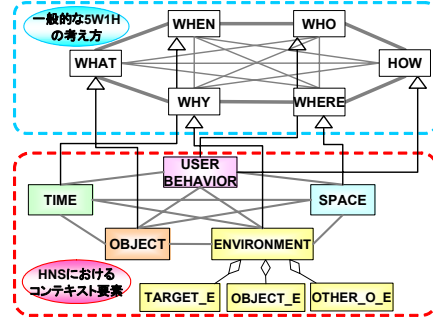 一般的な5W1H
の考え方
WHEN
WHO
WHAT
HOW
WHY
WHERE
USER
BEHAVIOR
TIME
SPACE
OBJECT
ENVIRONMENT
HNSにおける
コンテキスト要素
TARGET_E
OBJECT_E
OTHER_O_E